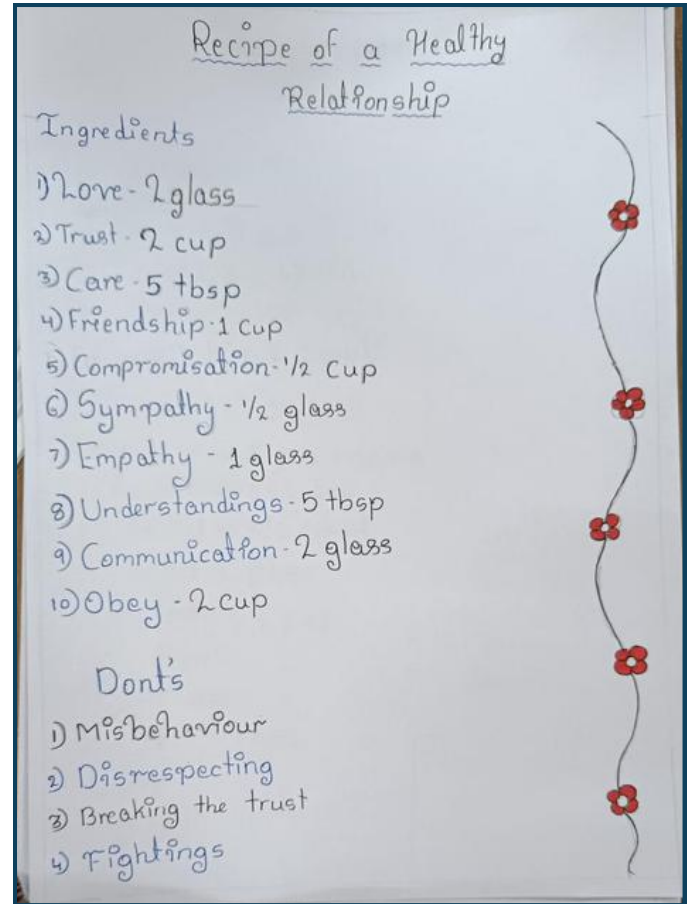 Recipe of a Healthy
Relationship
Ingredients
1) Love - 2 glass
2) Trust - 2 cup
3) Care - 5 tbsp
4) Friendship - 1 cup
5) Compromisation - 1/2 cup
6) Sympathy - 1/2 glass
7) Empathy - 1 glass
8) Understandings - 5 tbsp
9) Communication - 2 glass
10) Obey - 2 cup
Dont's
1) Misbehaviour
2) Disrespecting
3) Breaking the trust
4) Fightings